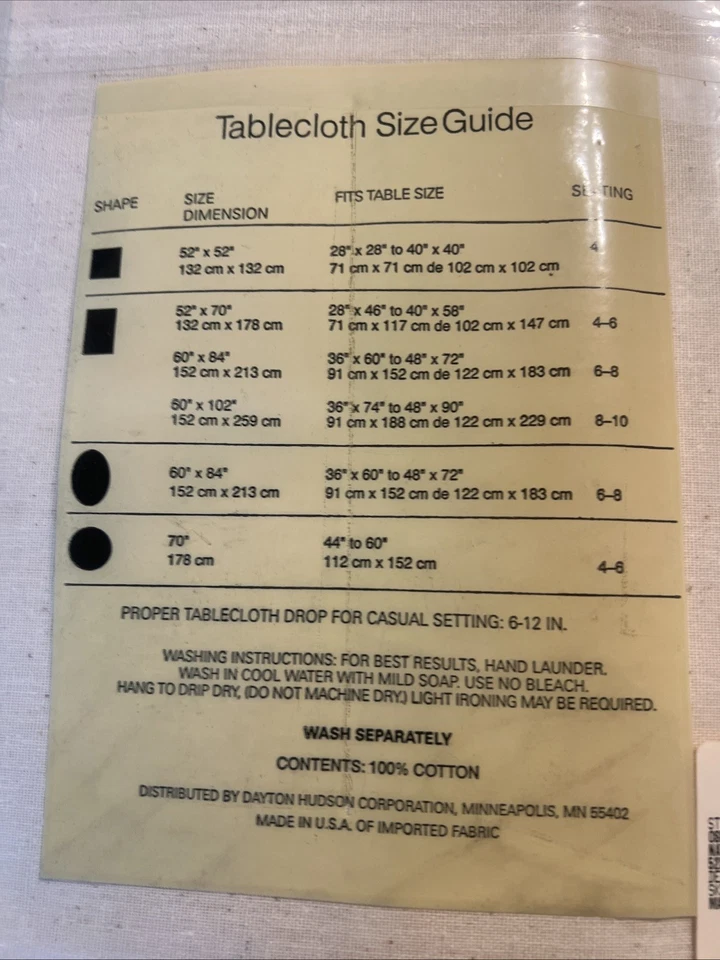 Tablecloth Size Guide
SHAPE SIZE DIMENSION FITS TABLE SIZE
52" x 52" 28" x 28" to 40" x 40" 4
132 cm x 132 cm 71 cm x 71 cm de 102 cm x 102 cm
52" x 70" 28" x 46" to 40" x 58"
132 cm x 178 cm 71 cm x 117 cm de 102 cm x 147 cm 4-6
60" x 84" 36" x 60" to 48" x 72"
152 cm x 213 cm 91 cm x 152 cm de 122 cm x 183 cm 6-8
60" x 102" 36" x 74" to 48" x 90"
152 cm x 259 cm 91 cm x 188 cm de 122 cm x 229 cm 8-10
60" x 84" 36" x 60" to 48" x 72"
152 cm x 213 cm 91 cm x 152 cm de 122 cm x 183 cm 6-8
70" 44" to 60"
178 cm 112 cm x 152 cm 4-6
PROPER TABLECLOTH DROP FOR CASUAL SETTING: 6-12 IN.
WASHING INSTRUCTIONS: FOR BEST RESULTS, HAND LAUNDER.
WASH IN COOL WATER WITH MILD SOAP. USE NO BLEACH.
HANG TO DRIP DRY, (DO NOT MACHINE DRY.) LIGHT IRONING MAY BE REQUIRED.
WASH SEPARATELY
CONTENTS: 100% COTTON
DISTRIBUTED BY DAYTON HUDSON CORPORATION, MINNEAPOLIS, MN 55402
MADE IN U.S.A. OF IMPORTED FABRIC